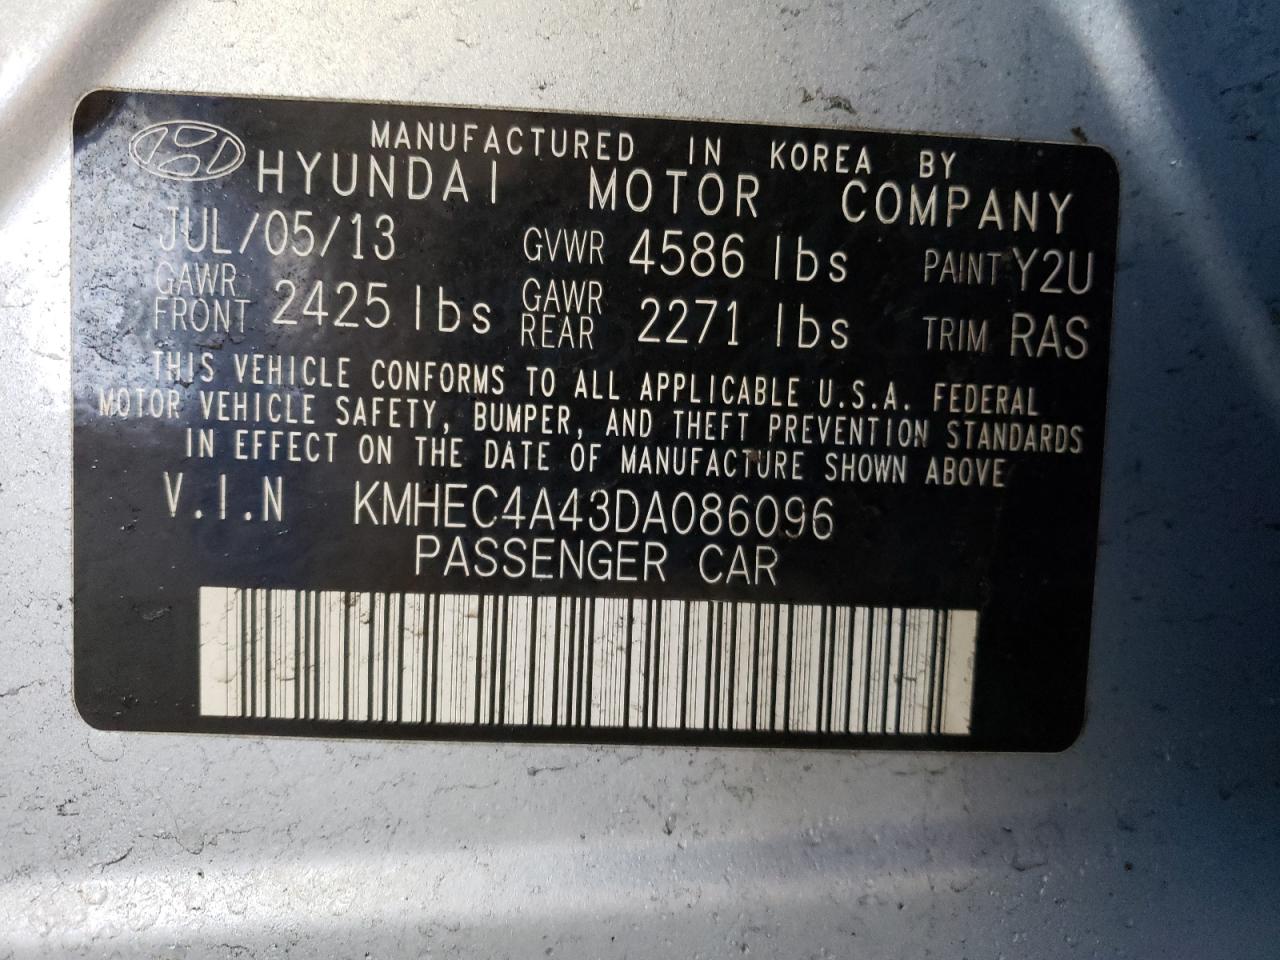 MANUFACTURED IN KOREA BY
HYUNDAI MOTOR COMPANY
JUL/05/13 GVWR 4586 lbs PAINT Y2U
GAWR FRONT 2425 lbs GAWR REAR 2271 lbs TRIM RAS
THIS VEHICLE CONFORMS TO ALL APPLICABLE U.S.A. FEDERAL
MOTOR VEHICLE SAFETY, BUMPER, AND THEFT PREVENTION STANDARDS
IN EFFECT ON THE DATE OF MANUFACTURE SHOWN ABOVE
V.I.N KMHEC4A43DA086096
PASSENGER CAR